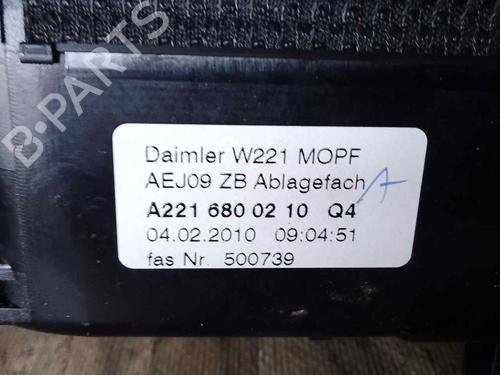 B-PARTS
Daimler W221 MOPF
AEJ09 ZB Ablagefach A
A221 680 02 10 Q4
04.02.2010 09:04:51
fas Nr. 500739